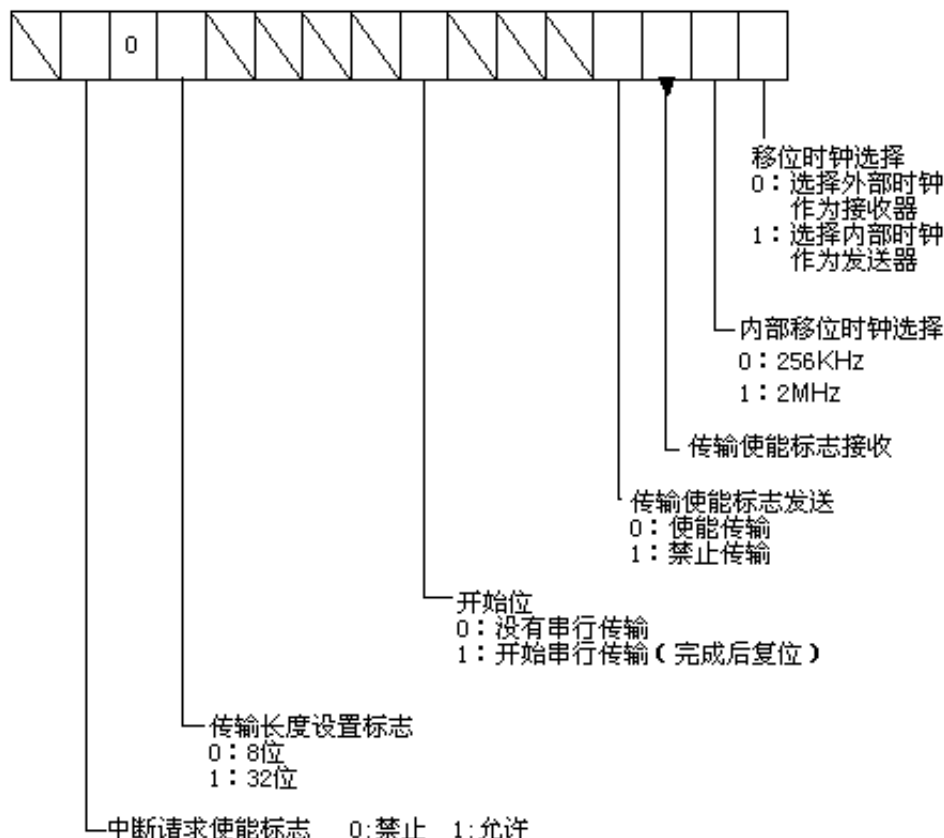 0
移位时钟选择
0：选择外部时钟
作为接收器
1：选择内部时钟
作为发送器
内部移位时钟选择
0：256KHz
1：2MHz
传输使能标志接收
传输使能标志发送
0：使能传输
1：禁止传输
开始位
0：没有串行传输
1：开始串行传输(完成后复位)
传输长度设置标志
0：8位
1：32位
中断请求使能标志 0:禁止 1:允许